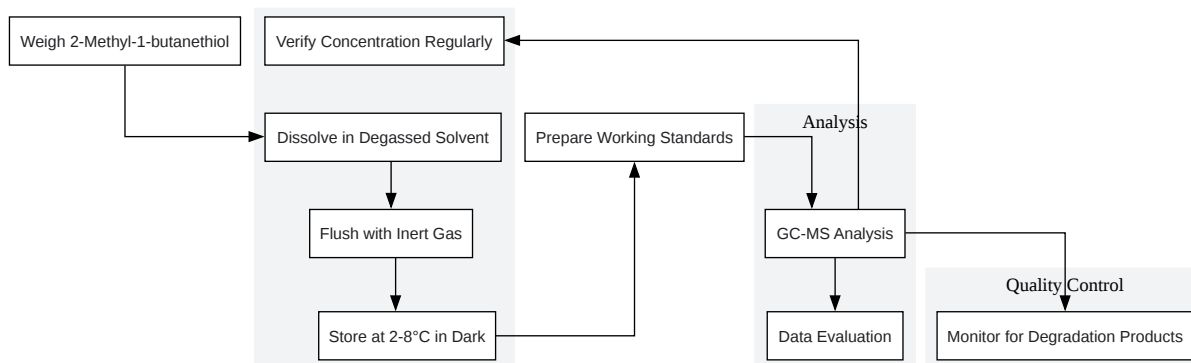 Weigh 2-Methyl-1-butanethiol
Verify Concentration Regularly
Dissolve in Degassed Solvent
Prepare Working Standards
Analysis
Flush with Inert Gas
GC-MS Analysis
Quality Control
Store at 2-8°C in Dark
Data Evaluation
Monitor for Degradation Products